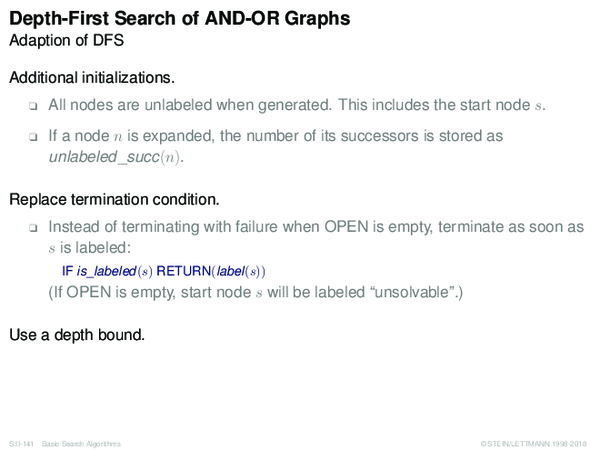 Depth-First Search of AND-OR Graphs
Adaption of DFS
Additional initializations.
❏ All nodes are unlabeled when generated. This includes the start node s.
❏ If a node n is expanded, the number of its successors is stored as
unlabeled_succ(n).
Replace termination condition.
❏ Instead of terminating with failure when OPEN is empty, terminate as soon as
s is labeled:
IF is_labeled(s) RETURN(label(s))
(If OPEN is empty, start node s will be labeled “unsolvable”.)
Use a depth bound.
S:II-141 Basic Search Algorithms © STEIN/LETTMANN 1998-2018